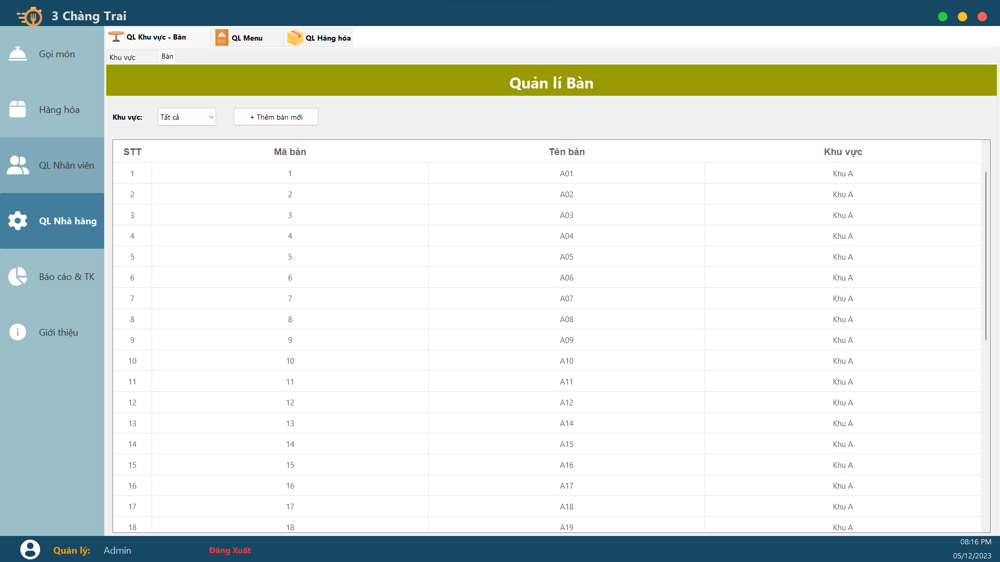 3 Chàng Trai
Gọi món
Hàng hóa
QL Nhân viên
QL Nhà hàng
Báo cáo & TK
Giới thiệu
QL Khu vực - Bàn QL Menu QL Hàng hóa
Khu vực Bàn
Quản lí Bàn
Khu vực: Tất cả + Thêm bàn mới
STT Mã bàn Tên bàn Khu vực
1 1 A01 Khu A
2 2 A02 Khu A
3 3 A03 Khu A
4 4 A04 Khu A
5 5 A05 Khu A
6 6 A06 Khu A
7 7 A07 Khu A
8 8 A08 Khu A
9 9 A09 Khu A
10 10 A10 Khu A
11 11 A11 Khu A
12 12 A12 Khu A
13 13 A14 Khu A
14 14 A15 Khu A
15 15 A16 Khu A
16 16 A17 Khu A
17 17 A18 Khu A
18 18 A19 Khu A
Quản lý: Admin Đăng Xuất
08:16 PM
05/12/2023